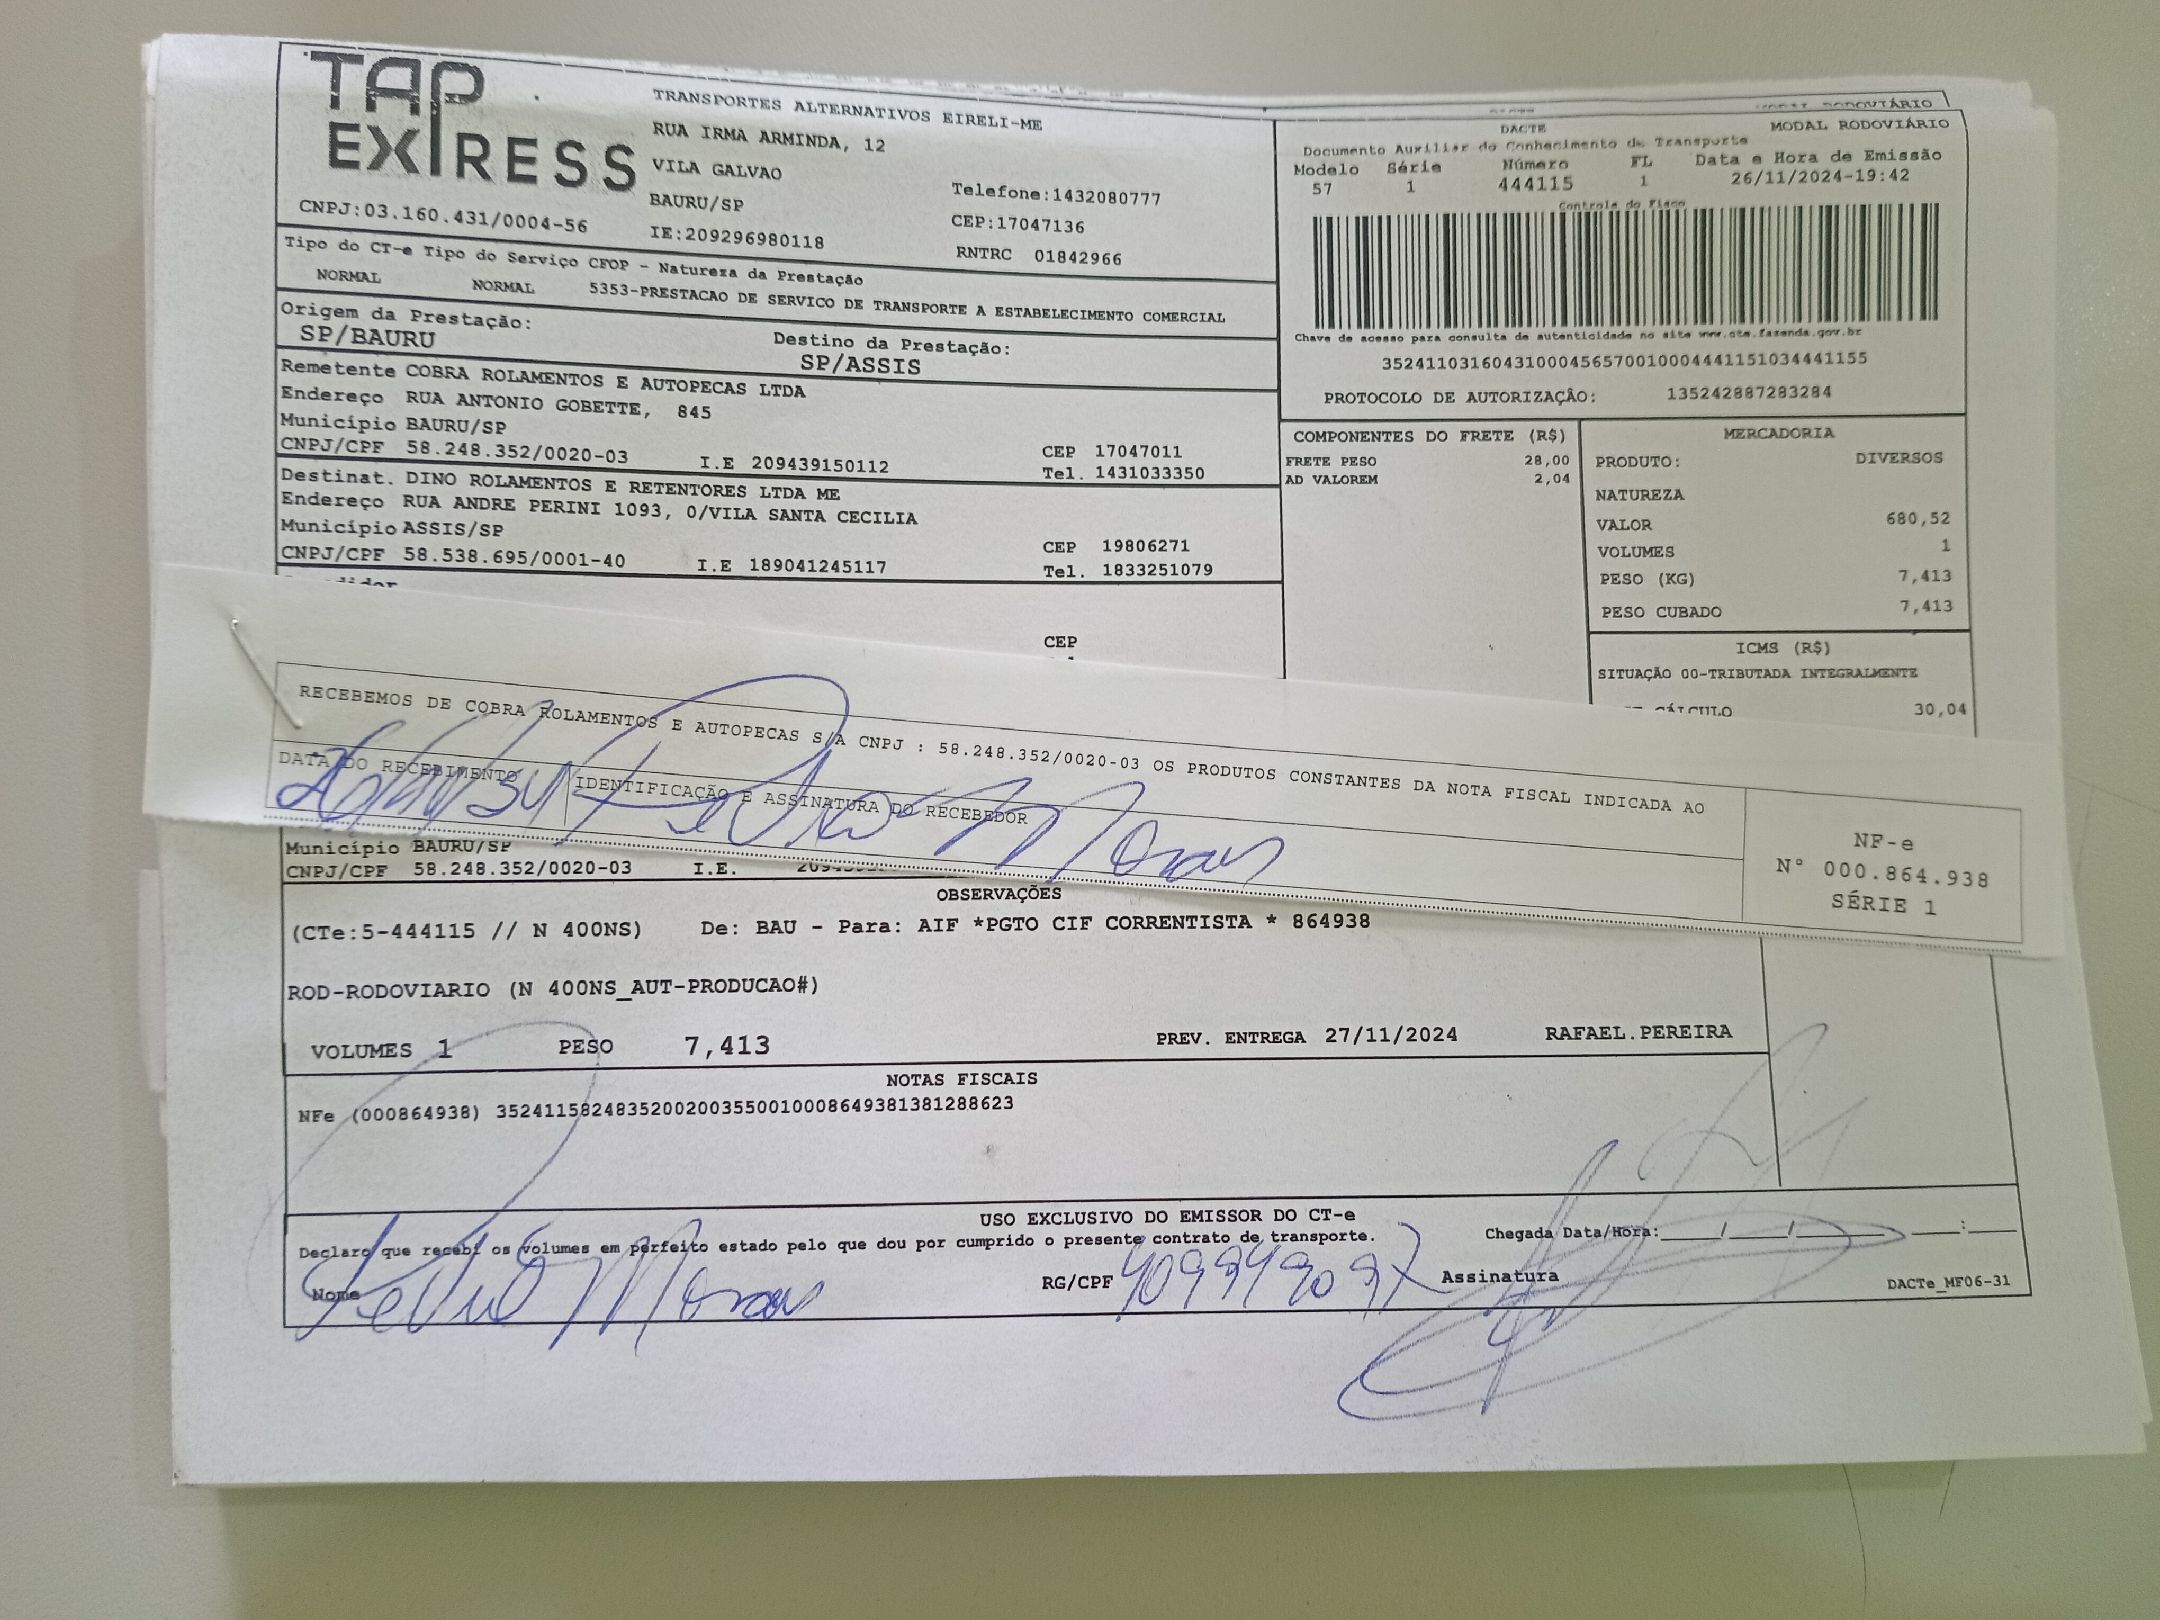 TAP EXPRESS
CNPJ:03.160.431/0004-56
TRANSPORTES ALTERNATIVOS EIRELI-ME
RUA IRMA ARMINDA, 12
VILA GALVAO
BAURU/SP
IE:209296980118
Telefone:1432080777
CEP:17047136
RNTRC 01842966
MODAL RODOVIÁRIO
DACTE MODAL RODOVIÁRIO
Documento Auxiliar do Conhecimento de Transporte
Modelo Série Número FL Data e Hora de Emissão
57 1 444115 1 26/11/2024-19:42
Controle do Fisco
Chave de acesso para consulta de autenticidade no site www.cte.fazenda.gov.br
35241103160431000456570010004441151034441155
PROTOCOLO DE AUTORIZAÇÃO: 135242887283284
Tipo do CT-e Tipo do Serviço CFOP - Natureza da Prestação
NORMAL NORMAL 5353-PRESTACAO DE SERVICO DE TRANSPORTE A ESTABELECIMENTO COMERCIAL
Origem da Prestação: Destino da Prestação:
SP/BAURU SP/ASSIS
Remetente COBRA ROLAMENTOS E AUTOPECAS LTDA
Endereço RUA ANTONIO GOBETTE, 845
Município BAURU/SP CEP 17047011
CNPJ/CPF 58.248.352/0020-03 I.E 209439150112 Tel. 1431033350
Destinat. DINO ROLAMENTOS E RETENTORES LTDA ME
Endereço RUA ANDRE PERINI 1093, 0/VILA SANTA CECILIA
Município ASSIS/SP CEP 19806271
CNPJ/CPF 58.538.695/0001-40 I.E 189041245117 Tel. 1833251079
CEP
COMPONENTES DO FRETE (R$)
FRETE PESO 28,00
AD VALOREM 2,04
MERCADORIA
PRODUTO: DIVERSOS
NATUREZA
VALOR 680,52
VOLUMES 1
PESO (KG) 7,413
PESO CUBADO 7,413
ICMS (R$)
SITUAÇÃO 00-TRIBUTADA INTEGRALMENTE
CÁLCULO 30,04
RECEBEMOS DE COBRA ROLAMENTOS E AUTOPECAS S/A CNPJ : 58.248.352/0020-03 OS PRODUTOS CONSTANTES DA NOTA FISCAL INDICADA AO
DATA DO RECEBIMENTO IDENTIFICAÇÃO E ASSINATURA DO RECEBEDOR
NF-e
N° 000.864.938
SÉRIE 1
Município BAURU/SP
CNPJ/CPF 58.248.352/0020-03 I.E.
OBSERVAÇÕES
(CTe:5-444115 // N 400NS) De: BAU - Para: AIF *PGTO CIF CORRENTISTA * 864938
ROD-RODOVIARIO (N 400NS_AUT-PRODUCAO#)
VOLUMES 1 PESO 7,413 PREV. ENTREGA 27/11/2024 RAFAEL.PEREIRA
NOTAS FISCAIS
NFe (000864938) 35241158248352002003550010008649381381288623
USO EXCLUSIVO DO EMISSOR DO CT-e
Declaro que recebi os volumes em perfeito estado pelo que dou por cumprido o presente contrato de transporte.
Chegada Data/Hora:____/____/____ ___:___
Nome RG/CPF Assinatura
DACTe_MF06-31